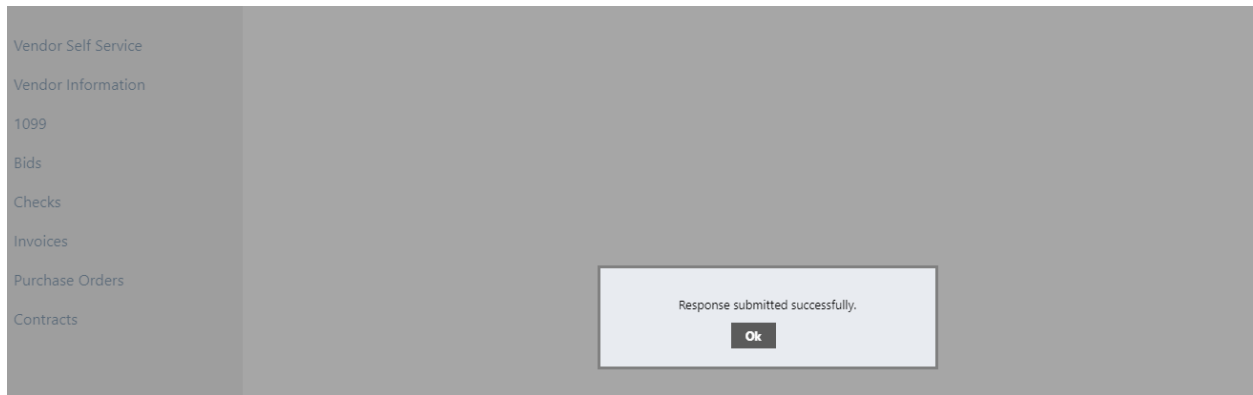 Vendor Self Service
Vendor Information
1099
Bids
Checks
Invoices
Purchase Orders
Contracts
Response submitted successfully.
Ok